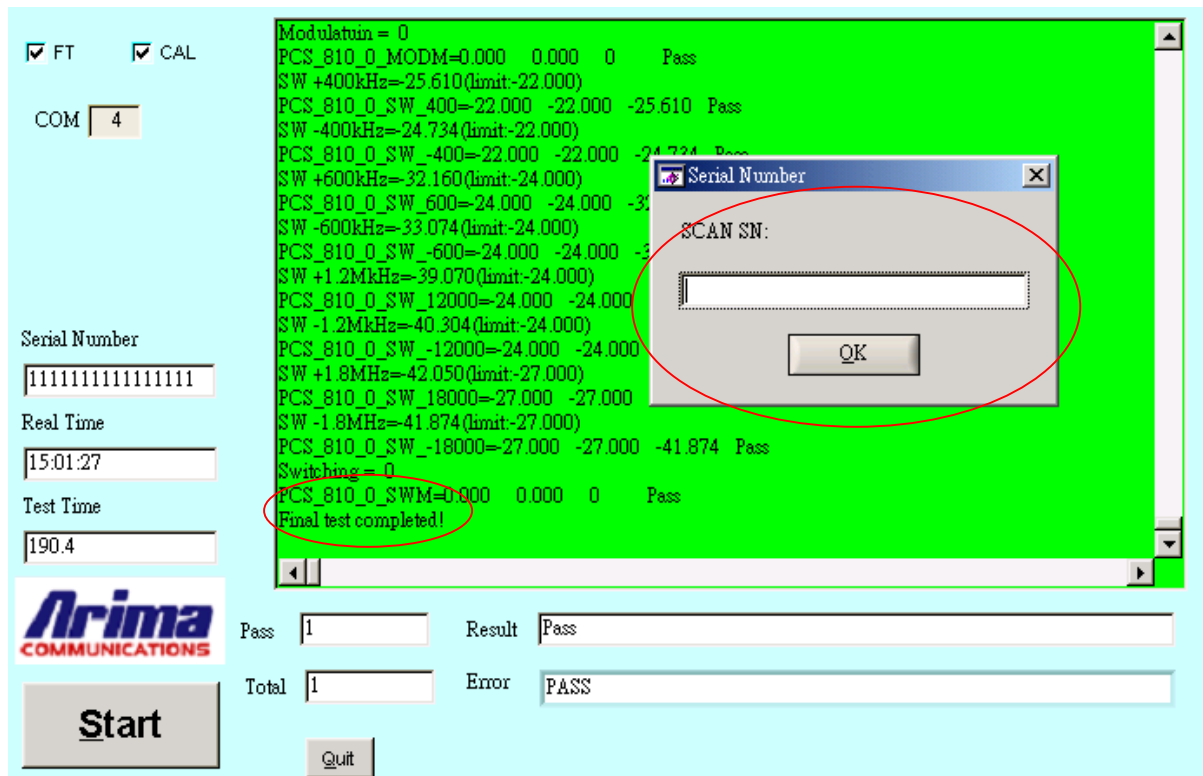 FT
CAL
COM 4
Modulatuin = 0
PCS_810_0_MODM=0.000 0.000 0 Pass
SW +400kHz=-25.610(limit:-22.000)
PCS_810_0_SW_400=-22.000 -22.000 -25.610 Pass
SW -400kHz=-24.734(limit:-22.000)
PCS_810_0_SW_-400=-22.000 -22.000 -24.734 Pass
SW +600kHz=-32.160(limit:-24.000)
PCS_810_0_SW_600=-24.000 -24.000
SW -600kHz=-33.074(limit:-24.000)
PCS_810_0_SW_-600=-24.000 -24.000
SW +1.2MkHz=-39.070(limit:-24.000)
PCS_810_0_SW_12000=-24.000 -24.000
SW -1.2MkHz=-40.304(limit:-24.000)
PCS_810_0_SW_-12000=-24.000 -24.000
SW +1.8MHz=-42.050(limit:-27.000)
PCS_810_0_SW_18000=-27.000 -27.000
SW -1.8MHz=-41.874(limit:-27.000)
PCS_810_0_SW_-18000=-27.000 -27.000 -41.874 Pass
Switching = 0
PCS_810_0_SWM=0.000 0.000 0 Pass
Final test completed!
Serial Number
SCAN SN:
OK
Serial Number
1111111111111111
Real Time
15:01:27
Test Time
190.4
Arima
COMMUNICATIONS
Start
Pass 1
Result Pass
Total 1
Error PASS
Quit